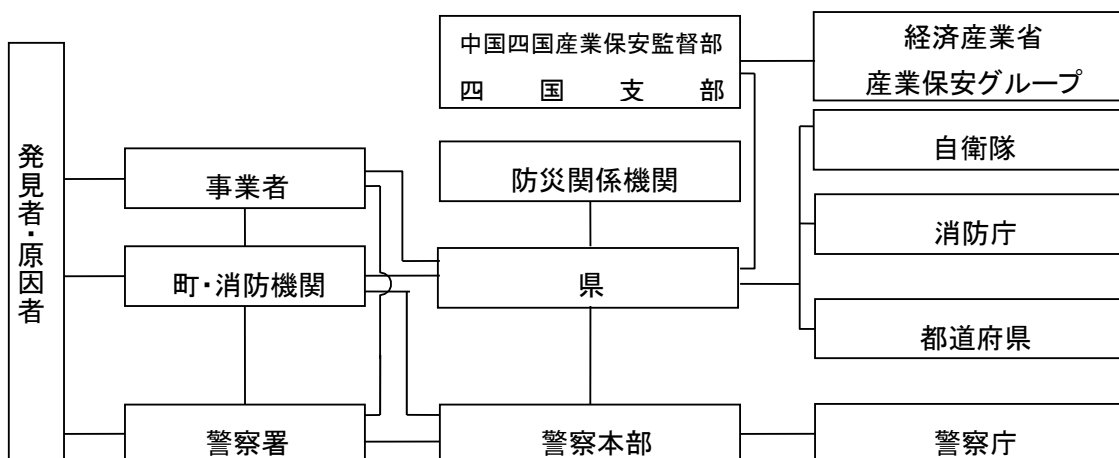 発見者・原因者
中国四国産業保安監督部
四国支部
経済産業省
産業保安グループ
自衛隊
事業者
防災関係機関
消防庁
町・消防機関
県
都道府県
警察署
警察本部
警察庁